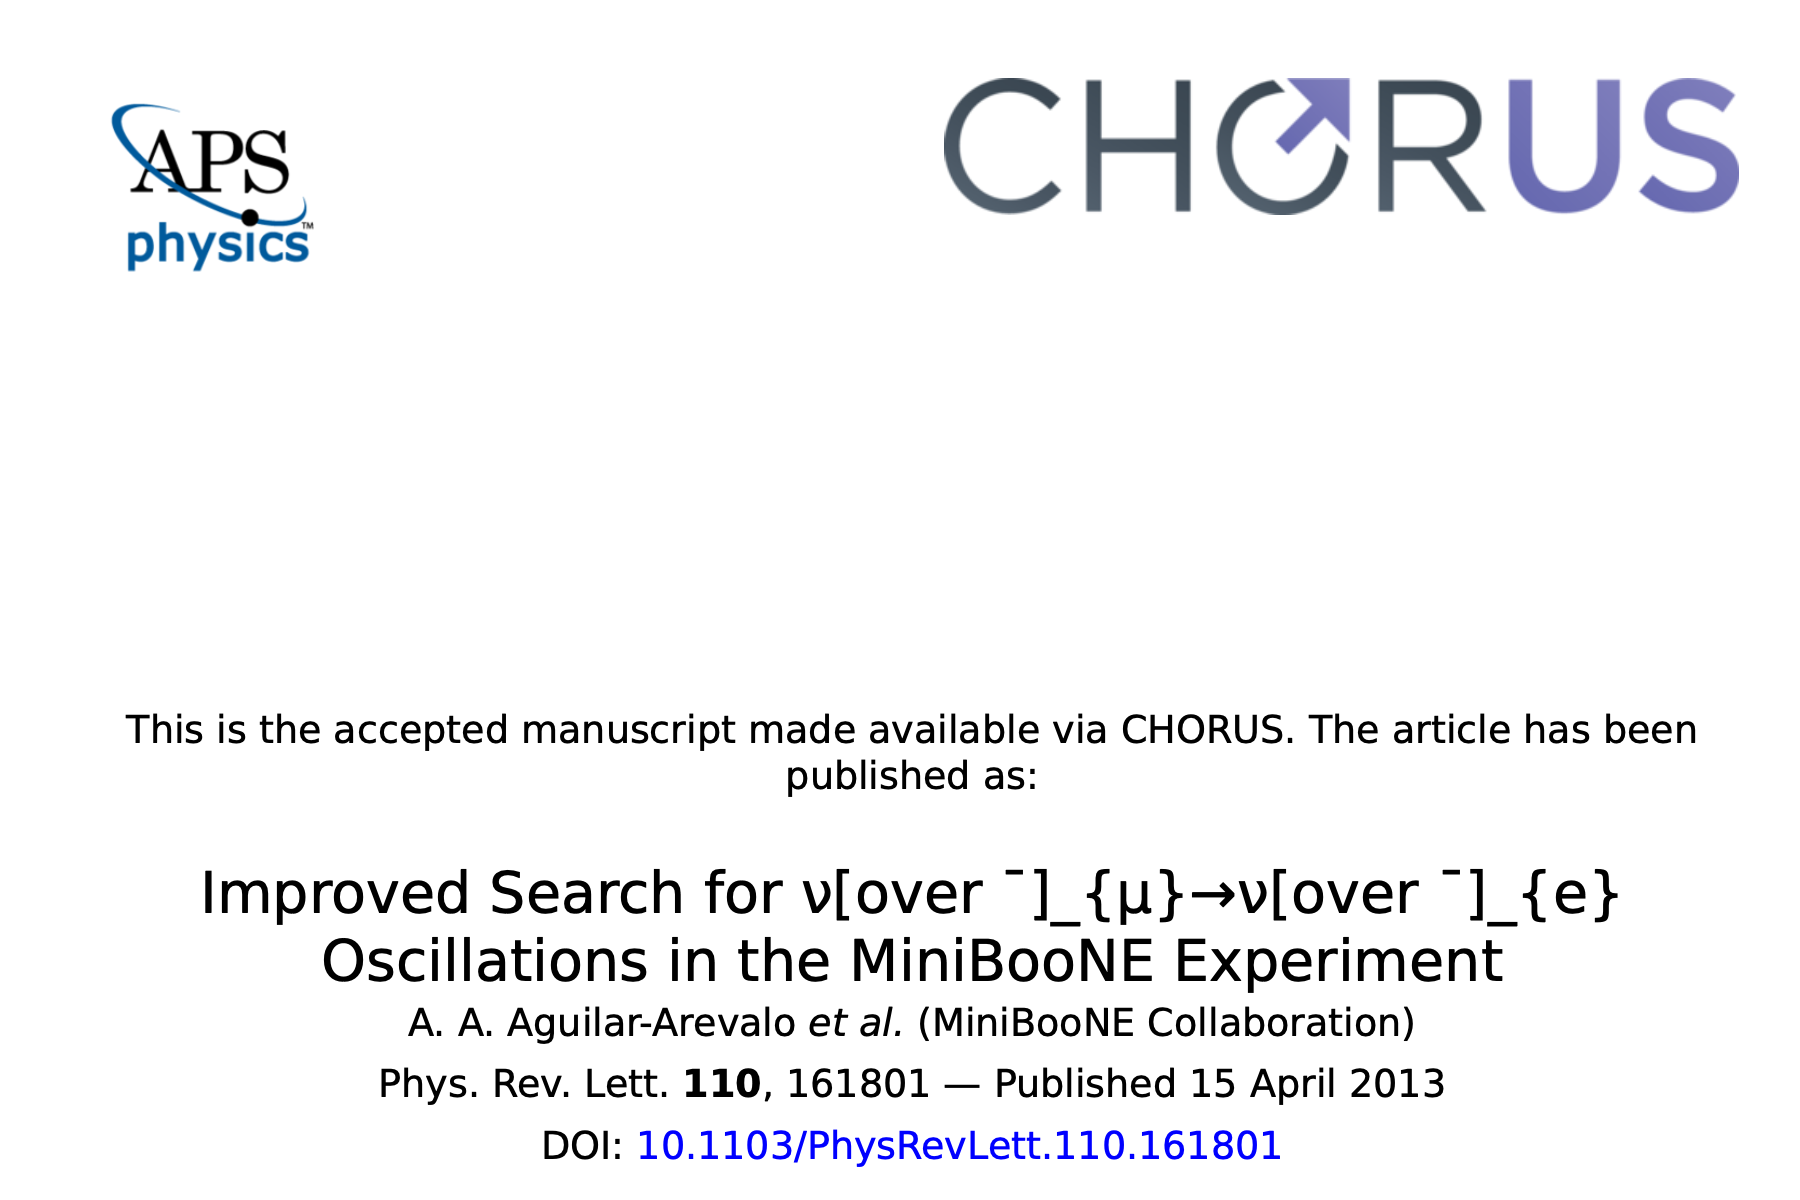 APS
physics™
CHORUS
This is the accepted manuscript made available via CHORUS. The article has been
published as:
Improved Search for ν[over ¯]_{μ}→ν[over ¯]_{e}
Oscillations in the MiniBooNE Experiment
A. A. Aguilar-Arevalo et al. (MiniBooNE Collaboration)
Phys. Rev. Lett. 110, 161801 — Published 15 April 2013
DOI: 10.1103/PhysRevLett.110.161801